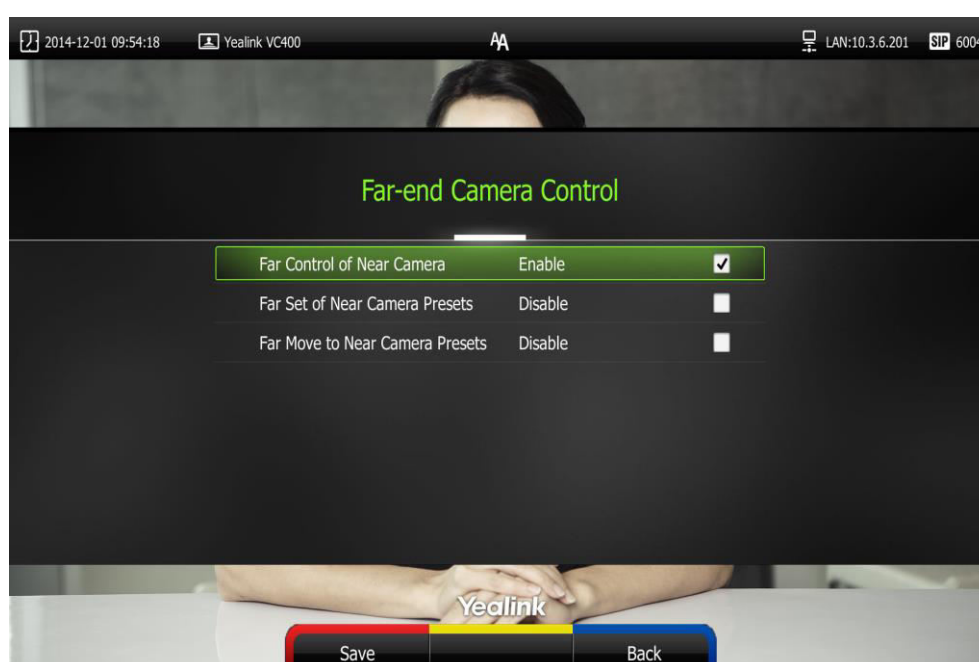 2014-12-01 09:54:18 Yealink VC400 AA LAN:10.3.6.201 SIP 6004
Far-end Camera Control
Far Control of Near Camera Enable
Far Set of Near Camera Presets Disable
Far Move to Near Camera Presets Disable
Yealink
Save Back